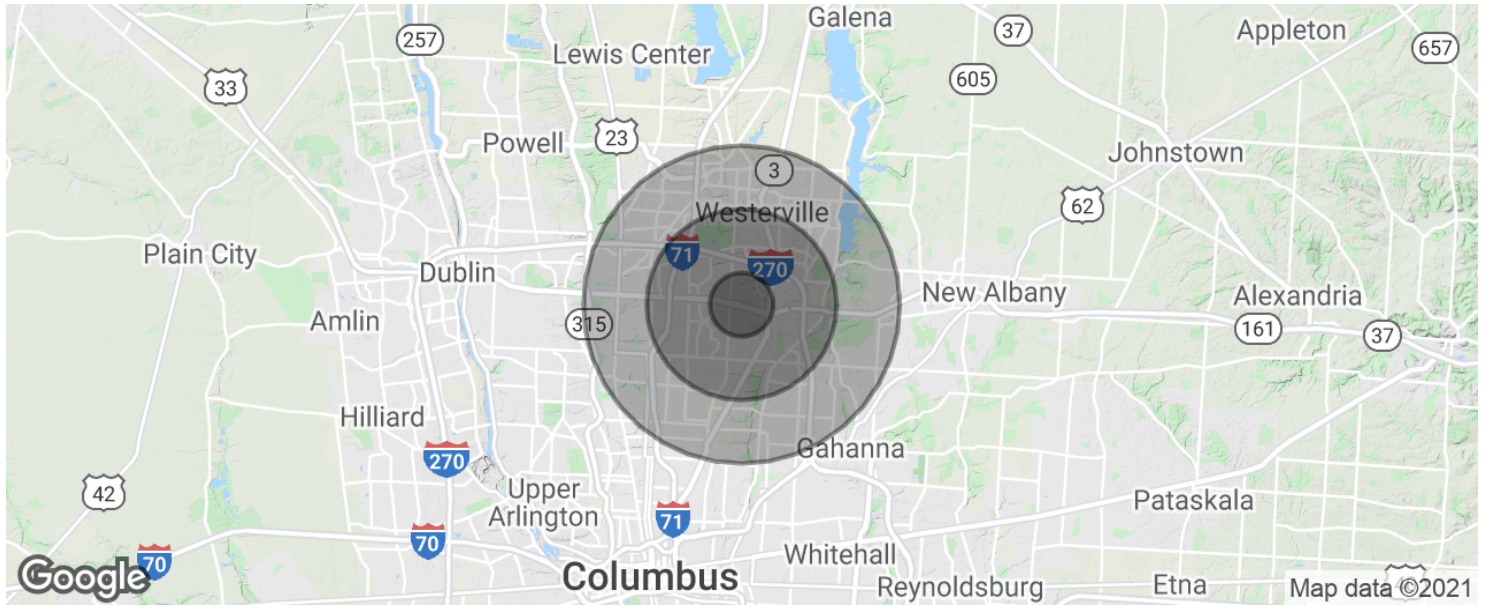 Galena
37
Appleton
257
Lewis Center
657
33
605
23
Powell
Johnstown
3
62
Westerville
Plain City
71
270
Dublin
New Albany
Alexandria
Amlin
315
161
37
Hilliard
Gahanna
270
42
Upper
Arlington
Pataskala
71
70
Whitehall
70
Columbus
Reynoldsburg
Etna
Google
Map data ©2021